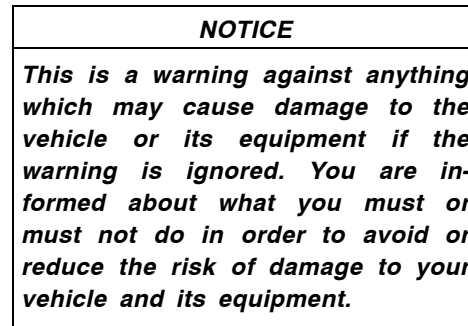 NOTICE
This is a warning against anything
which may cause damage to the
vehicle or its equipment if the
warning is ignored. You are in-
formed about what you must or
must not do in order to avoid or
reduce the risk of damage to your
vehicle and its equipment.